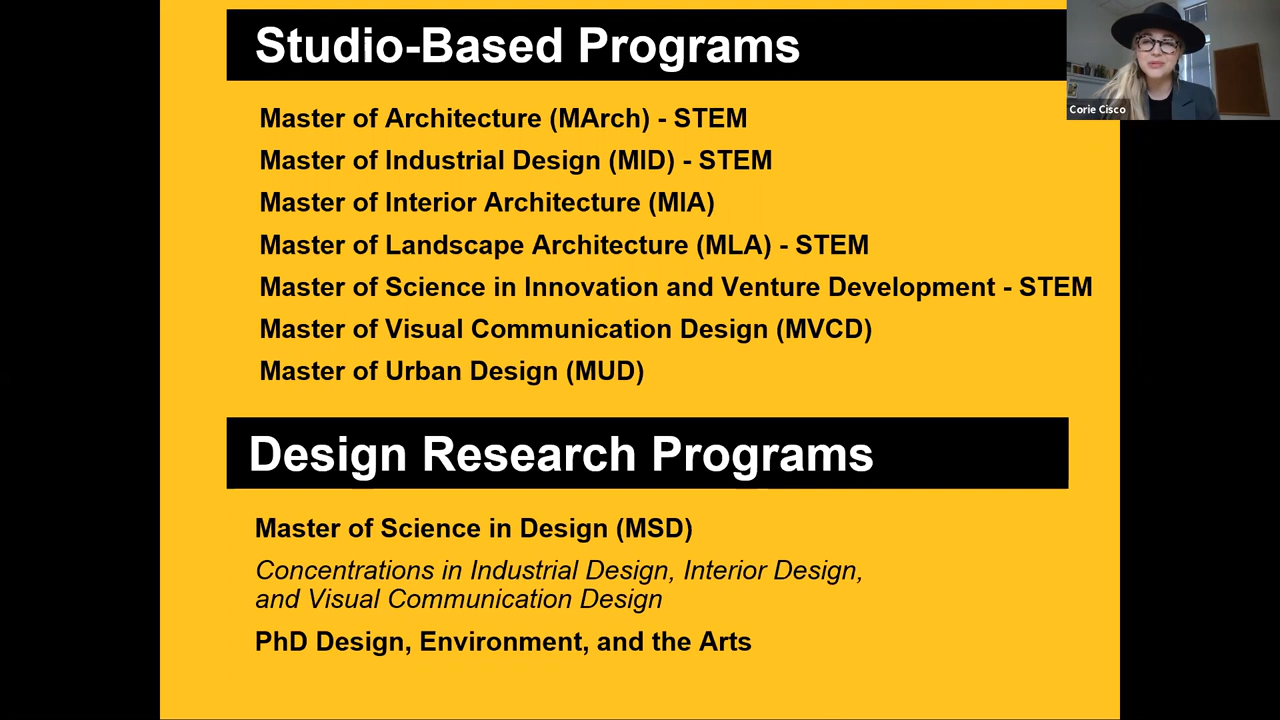 Studio-Based Programs
Corie Cisco
Master of Architecture (MArch) - STEM
Master of Industrial Design (MID) - STEM
Master of Interior Architecture (MIA)
Master of Landscape Architecture (MLA) - STEM
Master of Science in Innovation and Venture Development - STEM
Master of Visual Communication Design (MVCD)
Master of Urban Design (MUD)
Design Research Programs
Master of Science in Design (MSD)
Concentrations in Industrial Design, Interior Design,
and Visual Communication Design
PhD Design, Environment, and the Arts